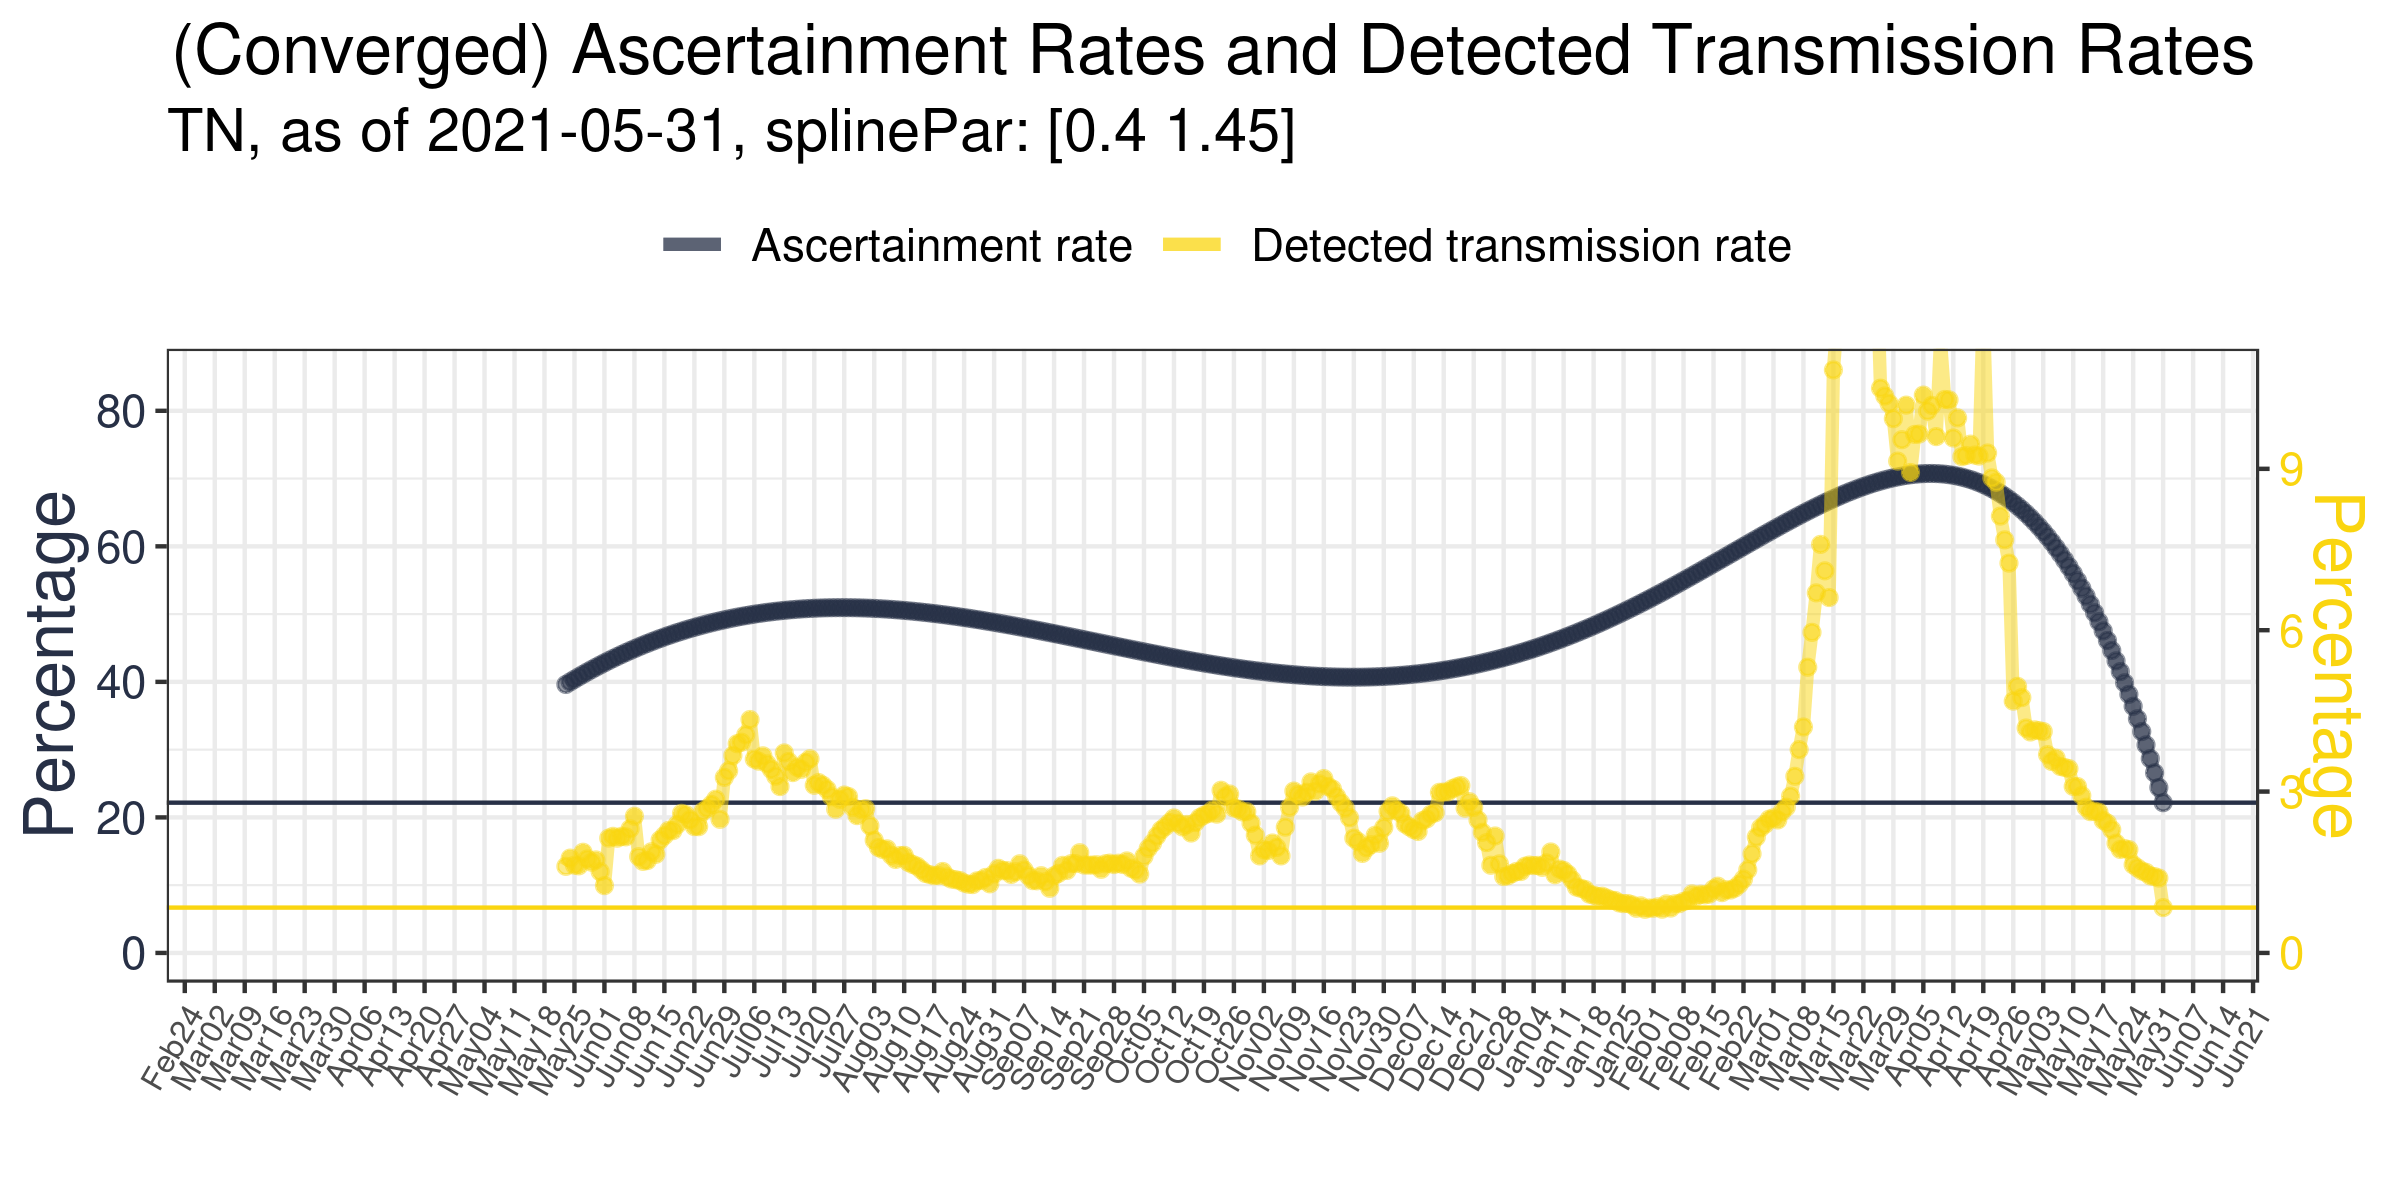 (Converged) Ascertainment Rates and Detected Transmission Rates
TN, as of 2021-05-31, splinePar: [0.4 1.45]
Ascertainment rate Detected transmission rate
Percentage
80
60
40
20
0
9
6
3
0
Percentage
Feb24 Mar02 Mar09 Mar16 Mar23 Mar30 Apr06 Apr13 Apr20 Apr27 May04 May11 May18 May25 Jun01 Jun08 Jun15 Jun22 Jun29 Jul06 Jul13 Jul20 Jul27 Aug03 Aug10 Aug17 Aug24 Aug31 Sep07 Sep14 Sep21 Sep28 Oct05 Oct12 Oct19 Oct26 Nov02 Nov09 Nov16 Nov23 Nov30 Dec07 Dec14 Dec21 Dec28 Jan04 Jan11 Jan18 Jan25 Feb01 Feb08 Feb15 Feb22 Mar01 Mar08 Mar15 Mar22 Mar29 Apr05 Apr12 Apr19 Apr26 May03 May10 May17 May24 May31 Jun07 Jun14 Jun21